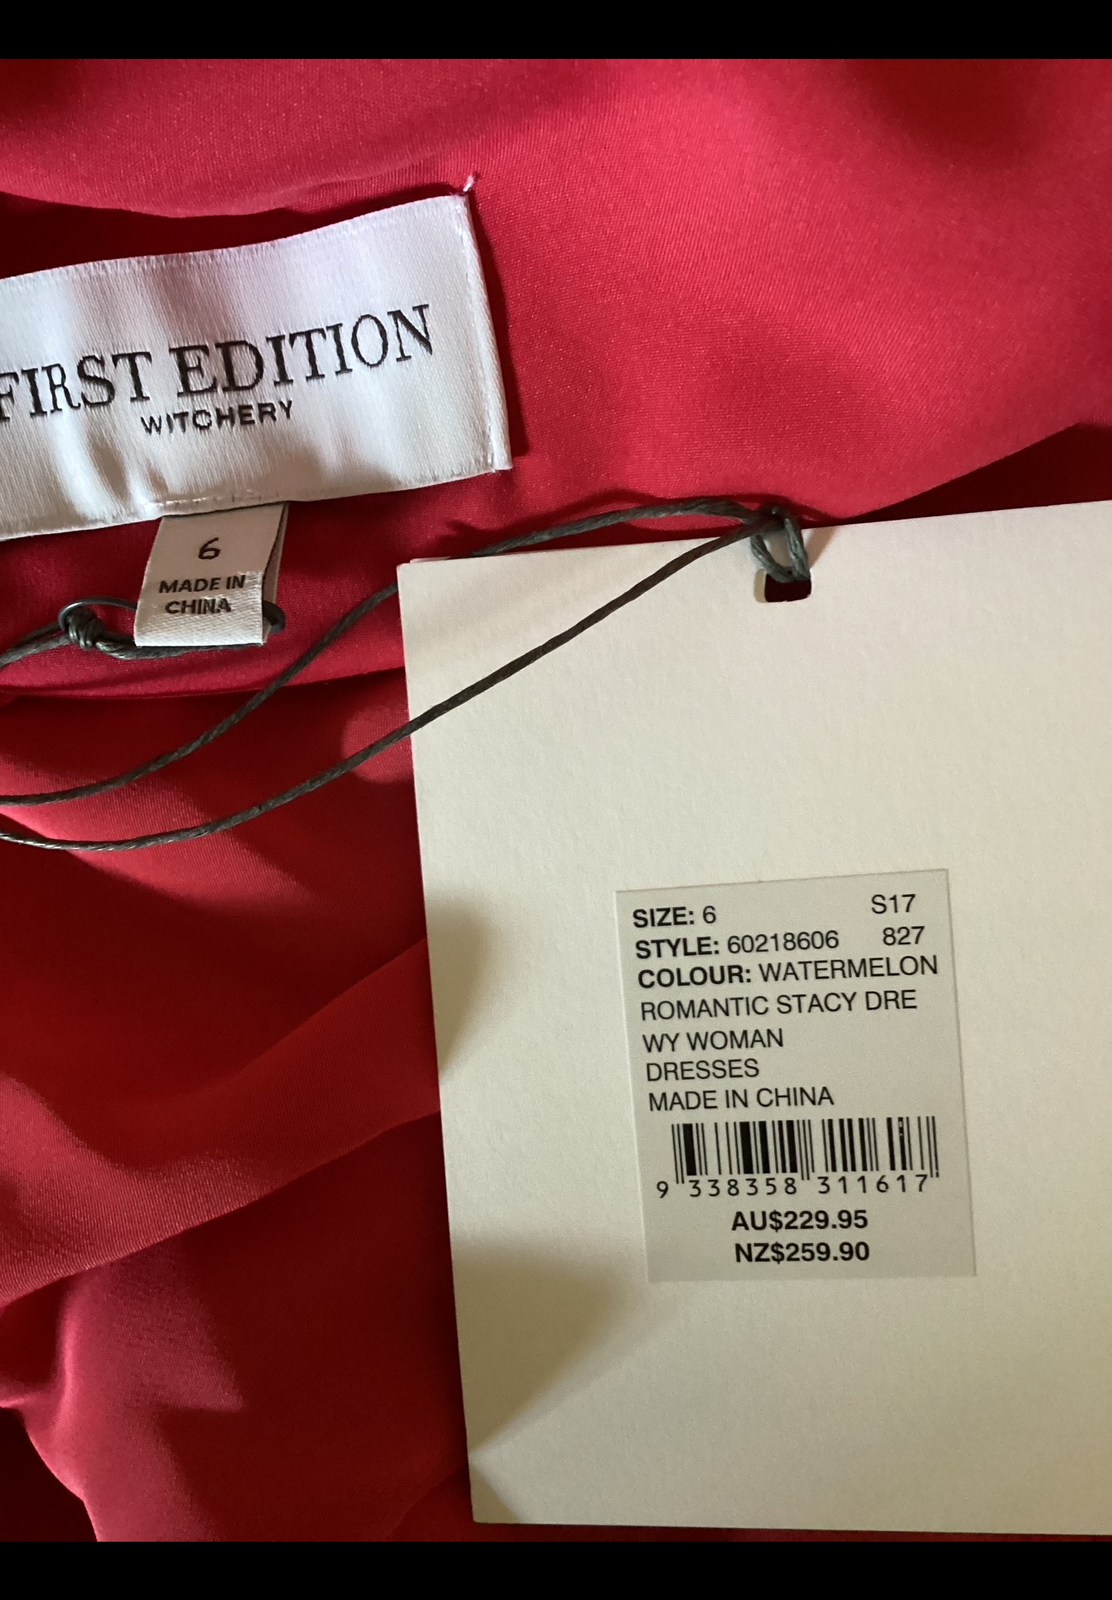 FIRST EDITION
WITCHERY
6
MADE IN
CHINA
SIZE: 6 S17
STYLE: 60218606 827
COLOUR: WATERMELON
ROMANTIC STACY DRE
WY WOMAN
DRESSES
MADE IN CHINA
9 338358 311617
AU$229.95
NZ$259.90